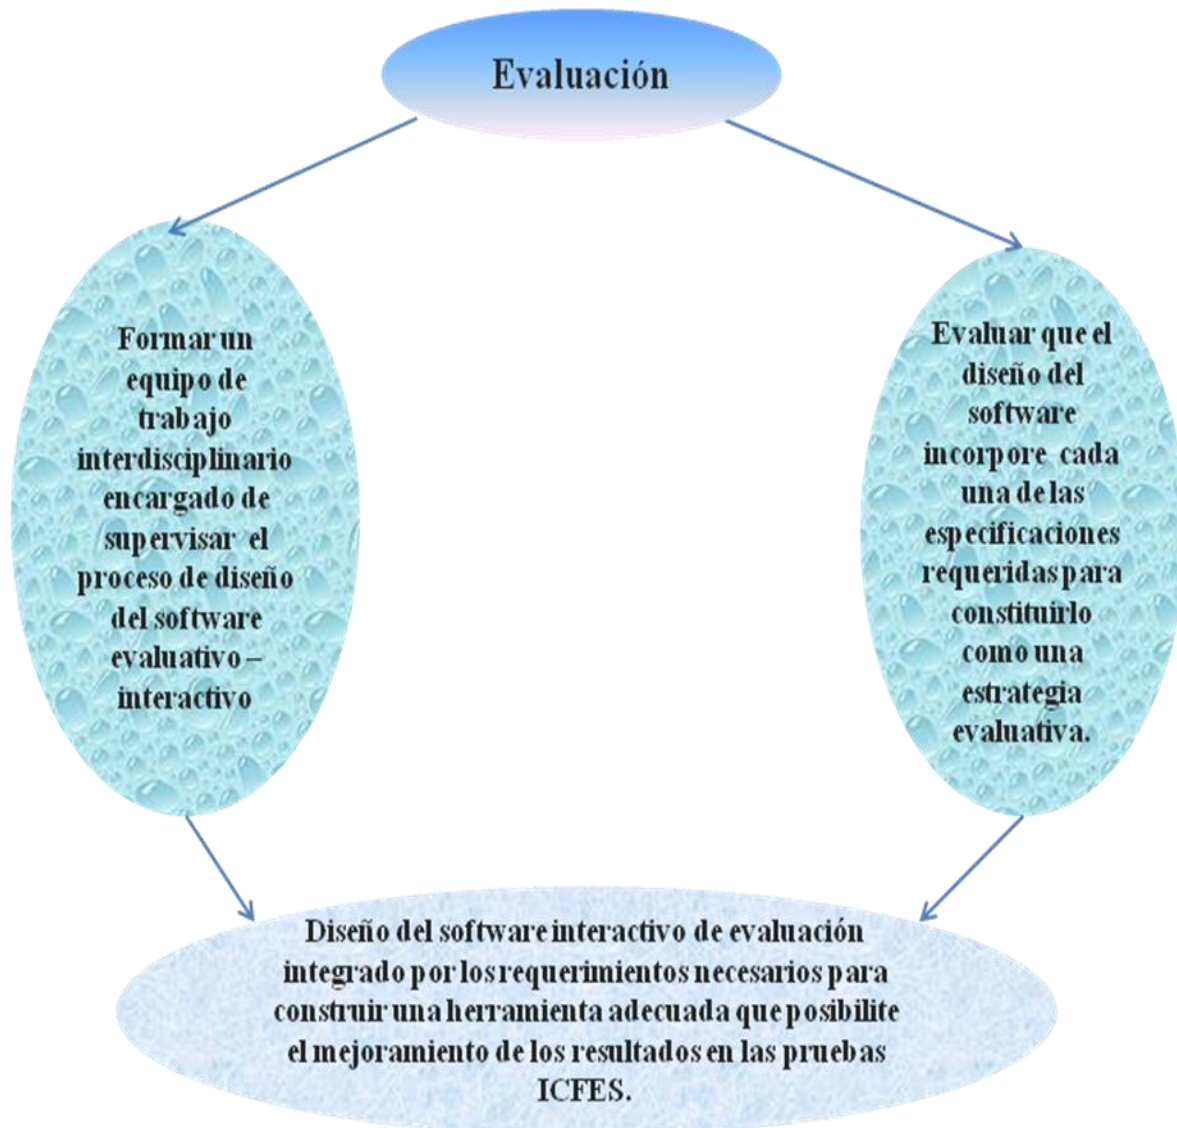 Evaluación
Formar un
equipo de
trabajo
interdisciplinario
encargado de
supervisar el
proceso de diseño
del software
evaluativo –
interactivo
Evaluar que el
diseño del
software
incorpore cada
una de las
especificaciones
requeridas para
constituirlo
como una
estrategia
evaluativa.
Diseño del software interactivo de evaluación
integrado por los requerimientos necesarios para
construir una herramienta adecuada que posibilite
el mejoramiento de los resultados en las pruebas
ICFES.